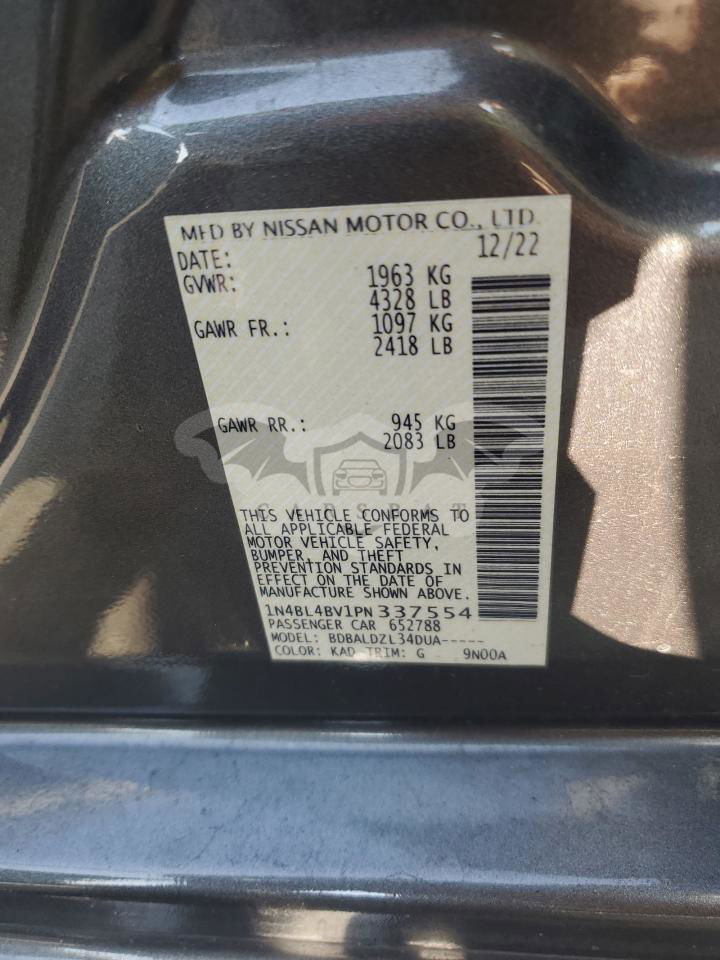 MFD BY NISSAN MOTOR CO., LTD.
DATE: 12/22
GVWR: 1963 KG
4328 LB
GAWR FR.: 1097 KG
2418 LB
GAWR RR.: 945 KG
2083 LB
THIS VEHICLE CONFORMS TO
ALL APPLICABLE FEDERAL
MOTOR VEHICLE SAFETY,
BUMPER, AND THEFT
PREVENTION STANDARDS IN
EFFECT ON THE DATE OF
MANUFACTURE SHOWN ABOVE.
1N4BL4BV1PN337554
PASSENGER CAR 652788
MODEL: BDBALDZL34DUA-----
COLOR: KAD TRIM: G 9N00A